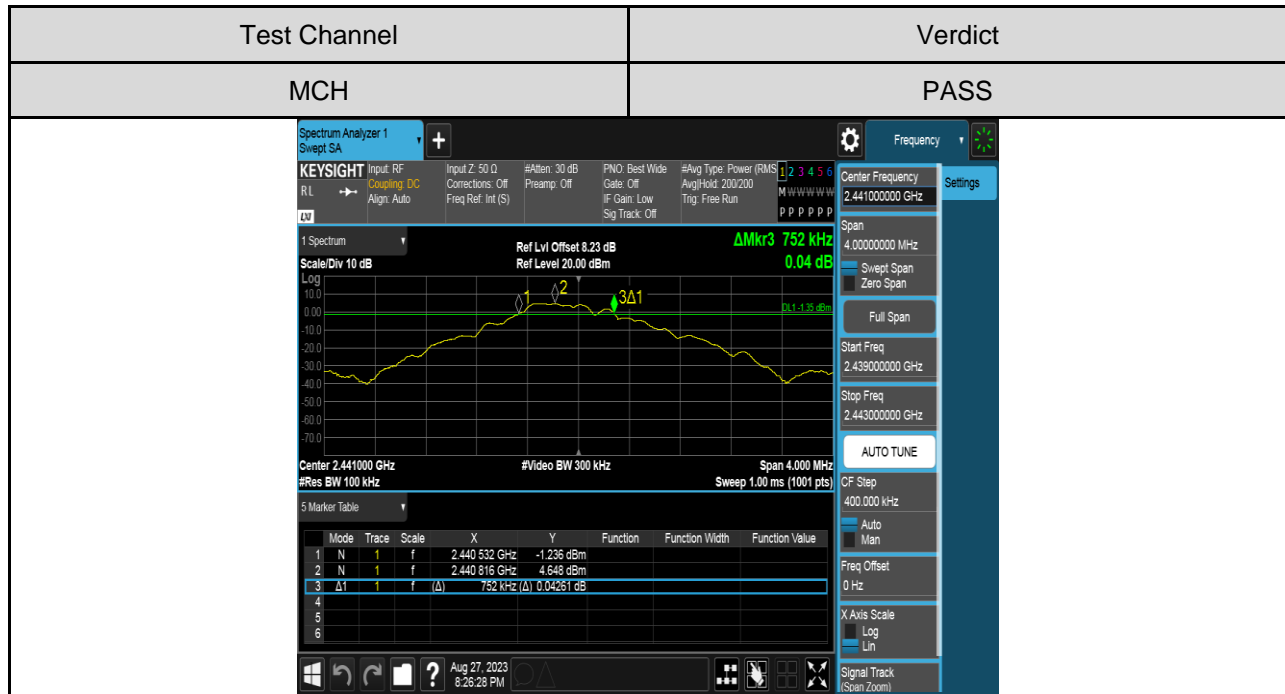 Test Channel Verdict
MCH PASS
Spectrum Analyzer 1
Swept SA
+
Frequency
KEYSIGHT Input: RF Input Z: 50 Ω #Atten: 30 dB PNO: Best Wide #Avg Type: Power (RMS 1 2 3 4 5 6
RL Coupling: DC Corrections: Off Preamp: Off Gate: Off Avg|Hold: 200/200 M W W W W W
Align: Auto Freq Ref: Int (S) IF Gain: Low Trig: Free Run
LXI Sig Track: Off P P P P P P
Center Frequency
2.441000000 GHz
Settings
1 Spectrum
Ref Lvl Offset 8.23 dB ΔMkr3 752 kHz
Scale/Div 10 dB Ref Level 20.00 dBm 0.04 dB
Log
10.0
0.00
-10.0
-20.0
-30.0
-40.0
-50.0
-60.0
-70.0
1
2
3Δ1
DL1 -1.35 dBm
Center 2.441000 GHz #Video BW 300 kHz Span 4.000 MHz
#Res BW 100 kHz Sweep 1.00 ms (1001 pts)
Span
4.00000000 MHz
Swept Span
Zero Span
Full Span
Start Freq
2.439000000 GHz
Stop Freq
2.443000000 GHz
AUTO TUNE
CF Step
400.000 kHz
Auto
Man
Freq Offset
0 Hz
X Axis Scale
Log
Lin
Signal Track
(Span Zoom)
5 Marker Table
Mode Trace Scale X Y Function Function Width Function Value
1 N 1 f 2.440 532 GHz -1.236 dBm
2 N 1 f 2.440 816 GHz 4.648 dBm
3 Δ1 1 f (Δ) 752 kHz (Δ) 0.04261 dB
4
5
6
? Aug 27, 2023
8:26:28 PM